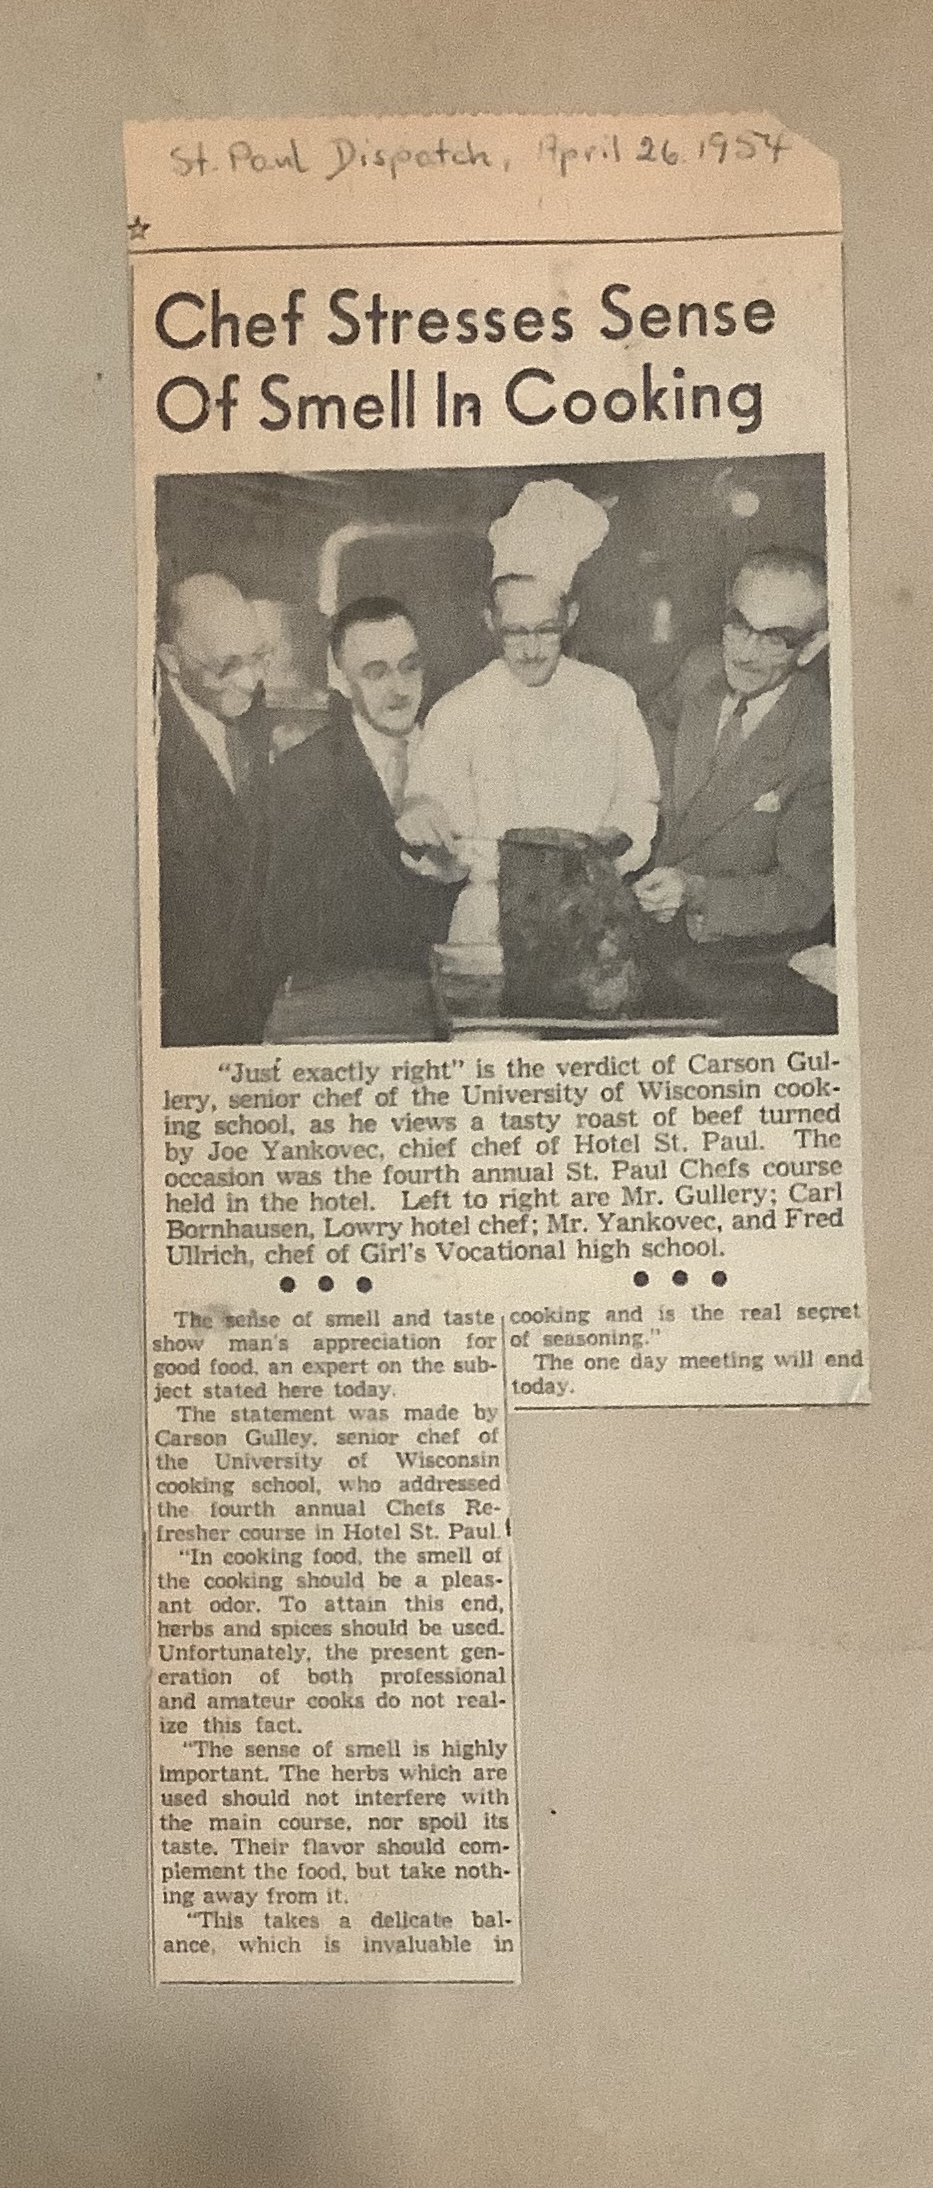 St. Paul Dispatch, April 26 1954
☆
Chef Stresses Sense
Of Smell In Cooking
"Just exactly right" is the verdict of Carson Gul-
lery, senior chef of the University of Wisconsin cook-
ing school, as he views a tasty roast of beef turned
by Joe Yankovec, chief chef of Hotel St. Paul. The
occasion was the fourth annual St. Paul Chefs course
held in the hotel. Left to right are Mr. Gullery; Carl
Bornhausen, Lowry hotel chef; Mr. Yankovec, and Fred
Ullrich, chef of Girl's Vocational high school.
● ● ● ● ● ●
The sense of smell and taste
show man's appreciation for
good food, an expert on the sub-
ject stated here today.
The statement was made by
Carson Gulley, senior chef of
the University of Wisconsin
cooking school, who addressed
the fourth annual Chefs Re-
fresher course in Hotel St. Paul.
"In cooking food, the smell of
the cooking should be a pleas-
ant odor. To attain this end,
herbs and spices should be used.
Unfortunately, the present gen-
eration of both professional
and amateur cooks do not real-
ize this fact.
"The sense of smell is highly
important. The herbs which are
used should not interfere with
the main course, nor spoil its
taste. Their flavor should com-
plement the food, but take noth-
ing away from it.
"This takes a delicate bal-
ance, which is invaluable in
cooking and is the real secret
of seasoning."
The one day meeting will end
today.